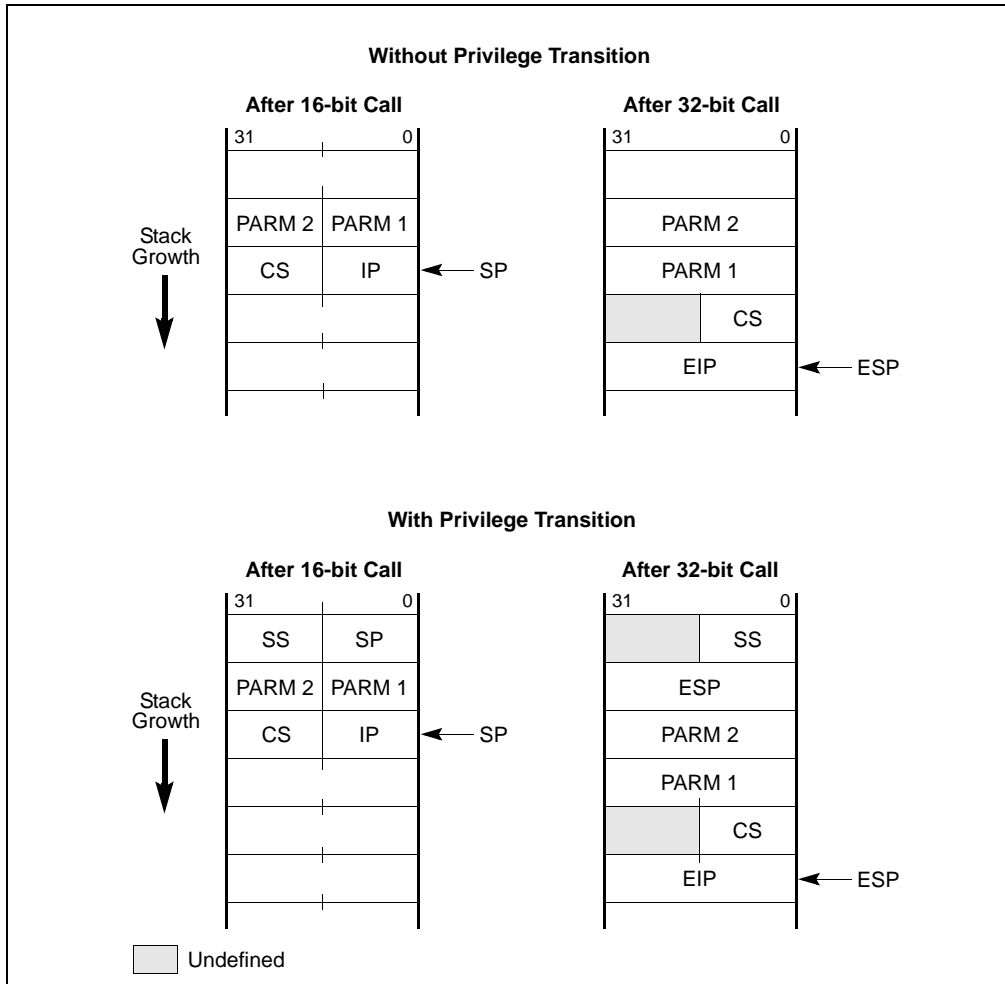 Without Privilege Transition
After 16-bit Call
After 32-bit Call
31 0
31 0
PARM 2 PARM 1
PARM 2
Stack
Growth
CS IP
SP
PARM 1
CS
EIP
ESP
With Privilege Transition
After 16-bit Call
After 32-bit Call
31 0
31 0
SS SP
SS
PARM 2 PARM 1
ESP
Stack
Growth
CS IP
SP
PARM 2
PARM 1
CS
EIP
ESP
Undefined